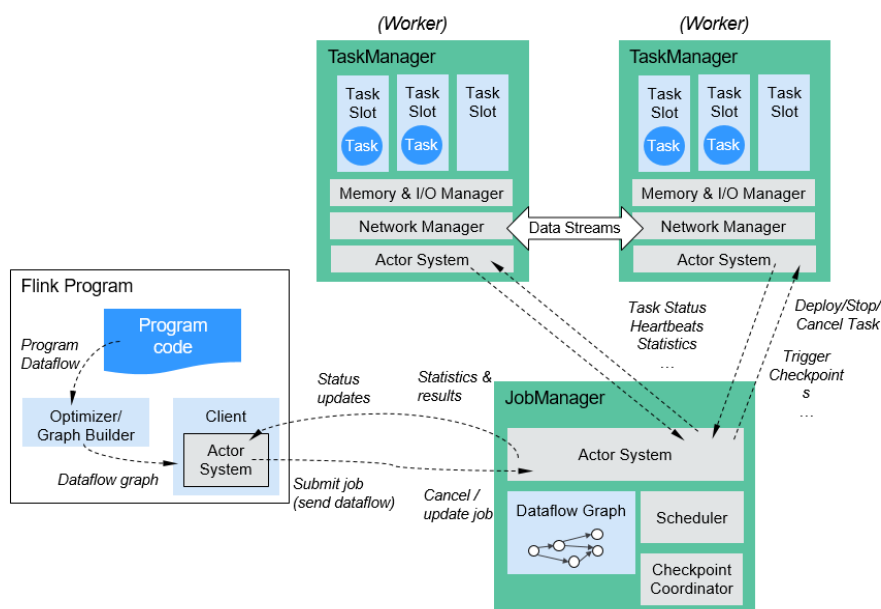 (Worker)
(Worker)
TaskManager
Task
Slot
Task
Task
Slot
Task
Task
Slot
Memory & I/O Manager
Network Manager
Actor System
TaskManager
Task
Slot
Task
Task
Slot
Task
Task
Slot
Memory & I/O Manager
Network Manager
Actor System
Data Streams
Flink Program
Program
code
Program
Dataflow
Optimizer/
Graph Builder
Client
Actor
System
Dataflow graph
Status
updates
Statistics &
results
Submit job
(send dataflow)
Cancel /
update job
Task Status
Heartbeats
Statistics
...
Deploy/Stop/
Cancel Task
Trigger
Checkpoint
s
...
JobManager
Actor System
Dataflow Graph
Scheduler
Checkpoint
Coordinator